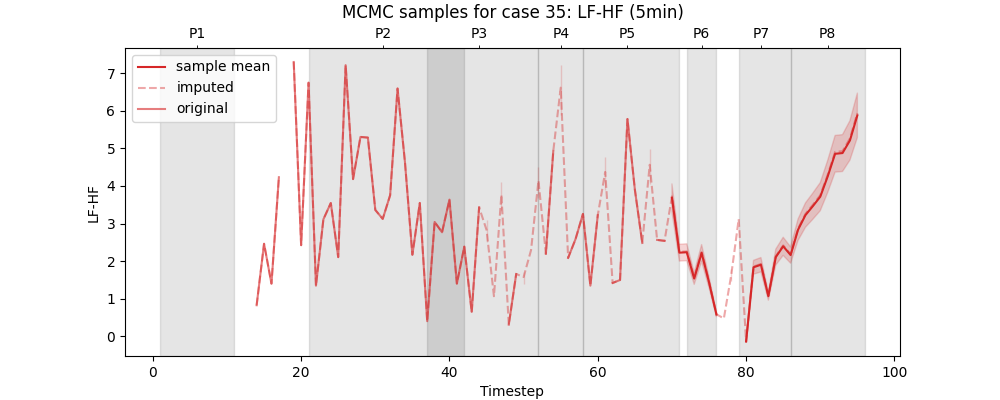 MCMC samples for case 35: LF-HF (5min)
P1 P2 P3 P4 P5 P6 P7 P8
sample mean
imputed
original
LF-HF
7
6
5
4
3
2
1
0
0 20 40 60 80 100
Timestep